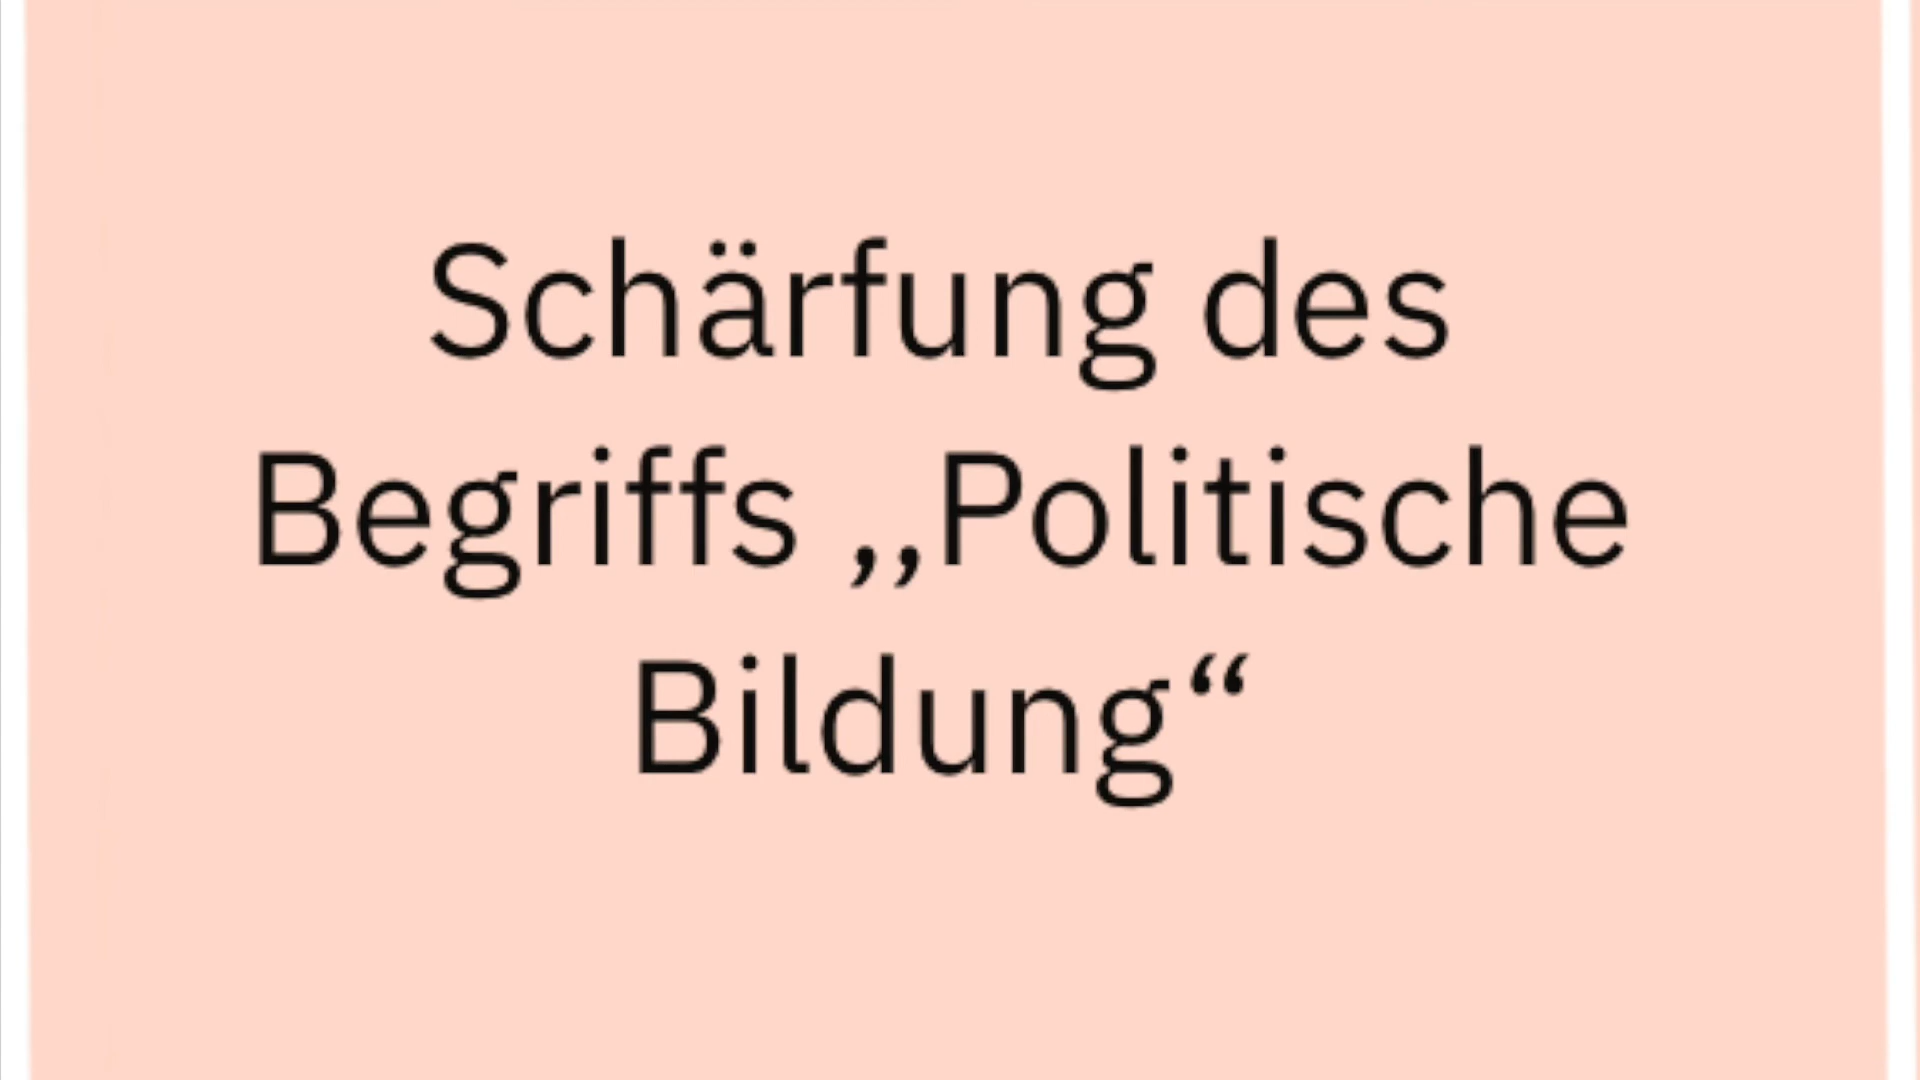 Schärfung des
Begriffs ,,Politische
Bildung“